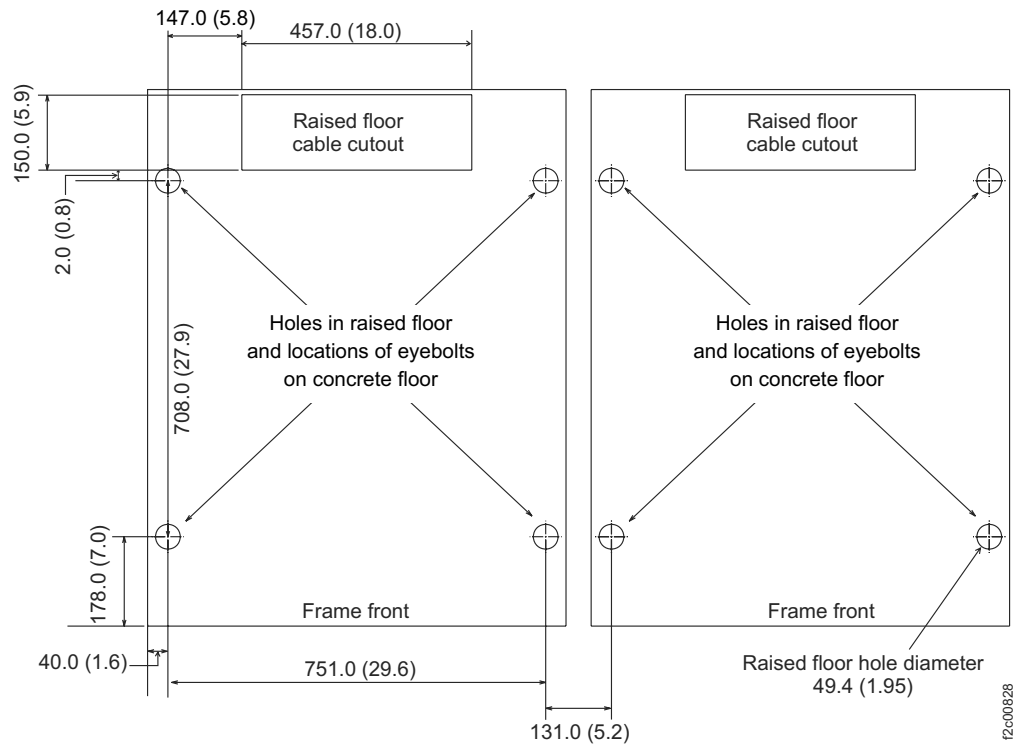 147.0 (5.8)
457.0 (18.0)
150.0 (5.9)
Raised floor
cable cutout
Raised floor
cable cutout
2.0 (0.8)
Holes in raised floor
and locations of eyebolts
on concrete floor
Holes in raised floor
and locations of eyebolts
on concrete floor
708.0 (27.9)
178.0 (7.0)
Frame front
Frame front
40.0 (1.6)
751.0 (29.6)
Raised floor hole diameter
49.4 (1.95)
131.0 (5.2)
f2c00828